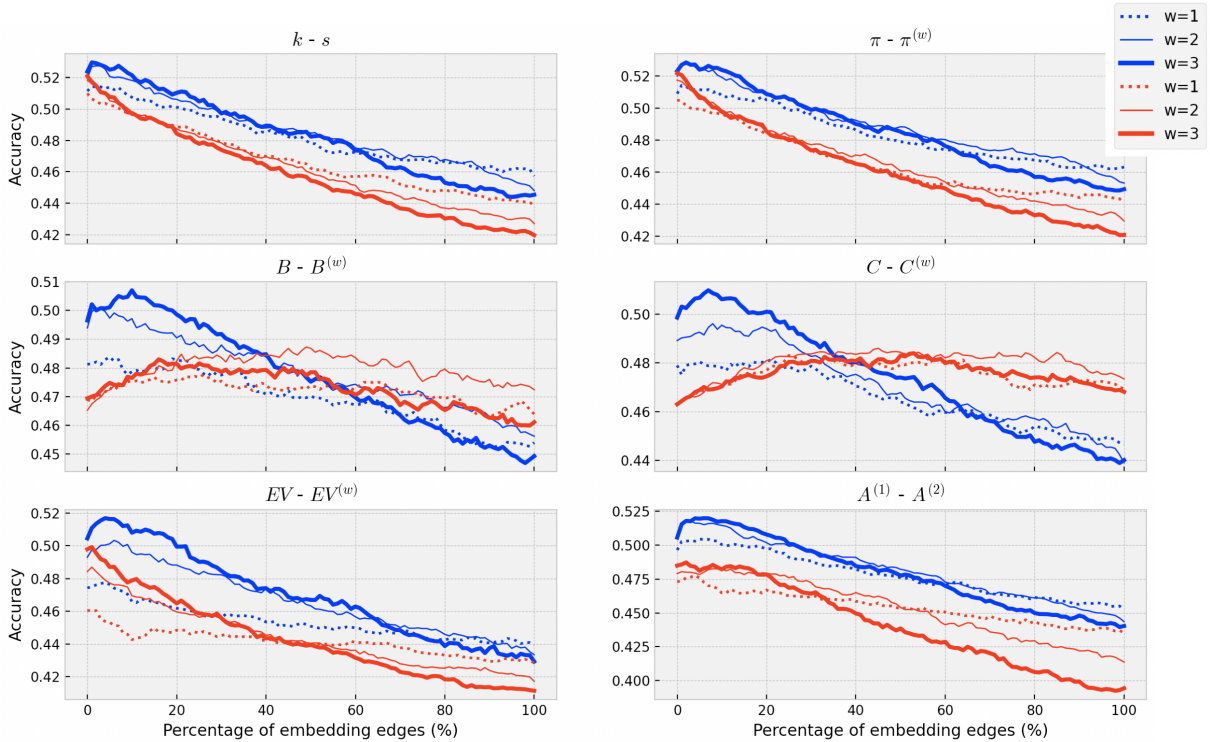 w=1
w=2
w=3
w=1
w=2
w=3
k - s
π - π^(w)
Accuracy
0.52
0.50
0.48
0.46
0.44
0.42
0.52
0.50
0.48
0.46
0.44
0.42
B - B^(w)
C - C^(w)
Accuracy
0.51
0.50
0.49
0.48
0.47
0.46
0.45
0.50
0.48
0.46
0.44
EV - EV^(w)
A^(1) - A^(2)
Accuracy
0.52
0.50
0.48
0.46
0.44
0.42
0 20 40 60 80 100
Percentage of embedding edges (%)
0.525
0.500
0.475
0.450
0.425
0.400
0 20 40 60 80 100
Percentage of embedding edges (%)